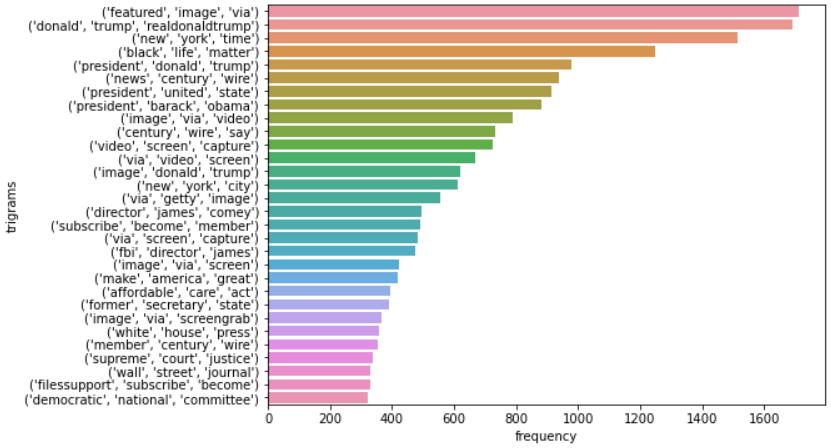 ('featured', 'image', 'via')
('donald', 'trump', 'realdonaldtrump')
('new', 'york', 'time')
('black', 'life', 'matter')
('president', 'donald', 'trump')
('news', 'century', 'wire')
('president', 'united', 'state')
('president', 'barack', 'obama')
('image', 'via', 'video')
('century', 'wire', 'say')
('video', 'screen', 'capture')
('via', 'video', 'screen')
('image', 'donald', 'trump')
('new', 'york', 'city')
('via', 'getty', 'image')
('director', 'james', 'comey')
('subscribe', 'become', 'member')
('via', 'screen', 'capture')
('fbi', 'director', 'james')
('image', 'via', 'screen')
('make', 'america', 'great')
('affordable', 'care', 'act')
('former', 'secretary', 'state')
('image', 'via', 'screengrab')
('white', 'house', 'press')
('member', 'century', 'wire')
('supreme', 'court', 'justice')
('wall', 'street', 'journal')
('filessupport', 'subscribe', 'become')
('democratic', 'national', 'committee')
trigrams
0 200 400 600 800 1000 1200 1400 1600
frequency